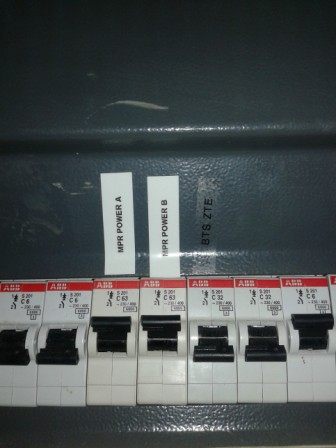 MPR POWER A
MPR POWER B
BTS ZTE
ABB
S 201
C 6
ABB
S 201
C 6
ABB
S 201
C 63
ABB
S 201
C 63
ABB
S 201
C 32
ABB
S 201
C 32
ABB
S 201
C 6